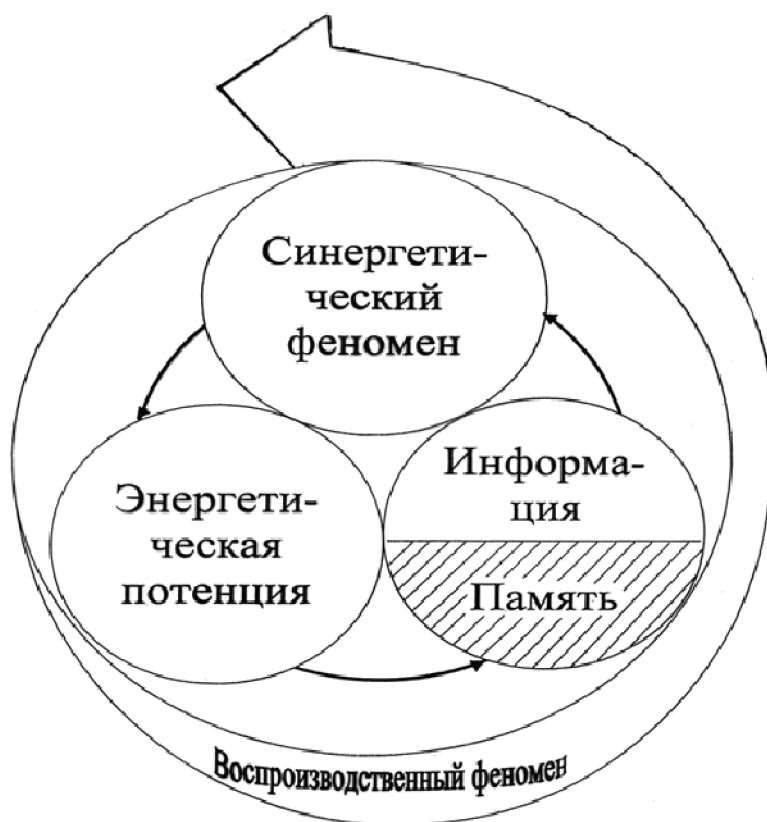 Синергети-
ческий
феномен
Энергети-
ческая
потенция
Информа-
ция
Память
Воспроизводственный феномен